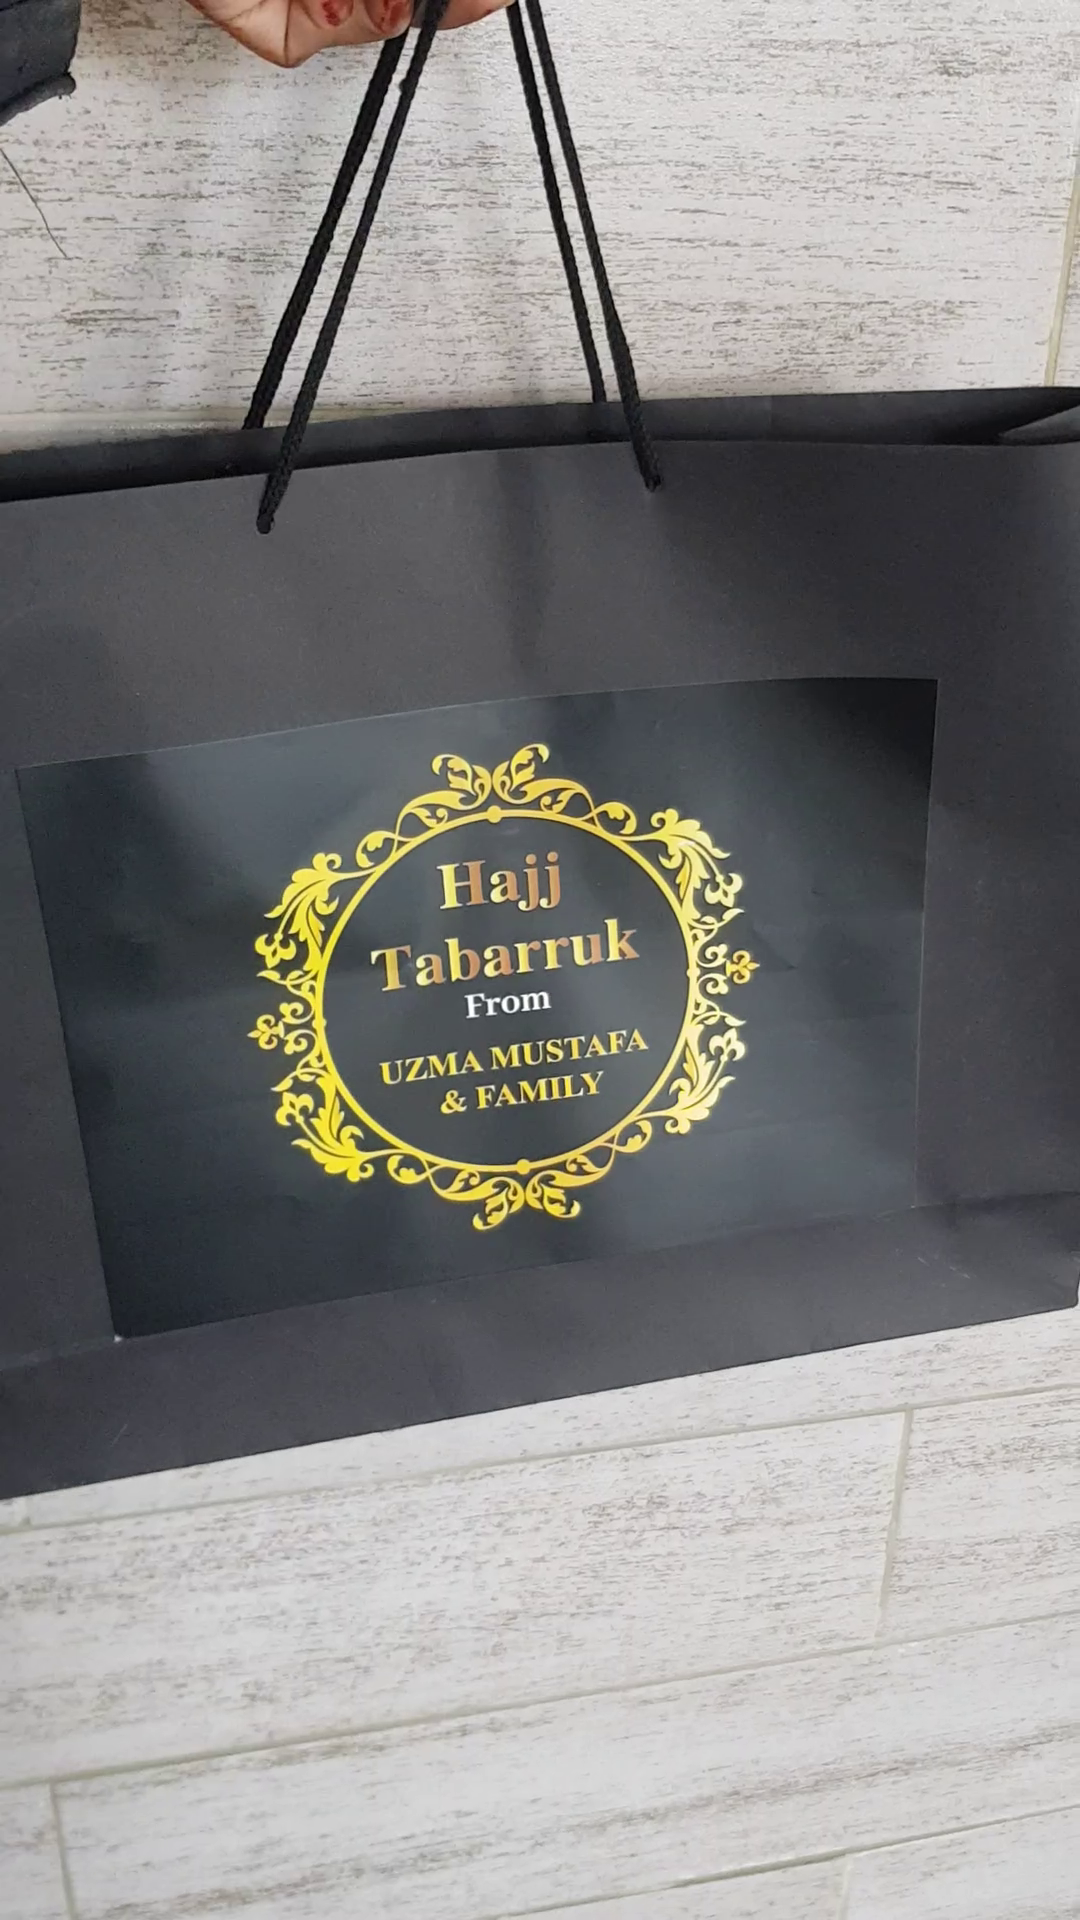 Hajj
Tabarruk
From
UZMA MUSTAFA
& FAMILY